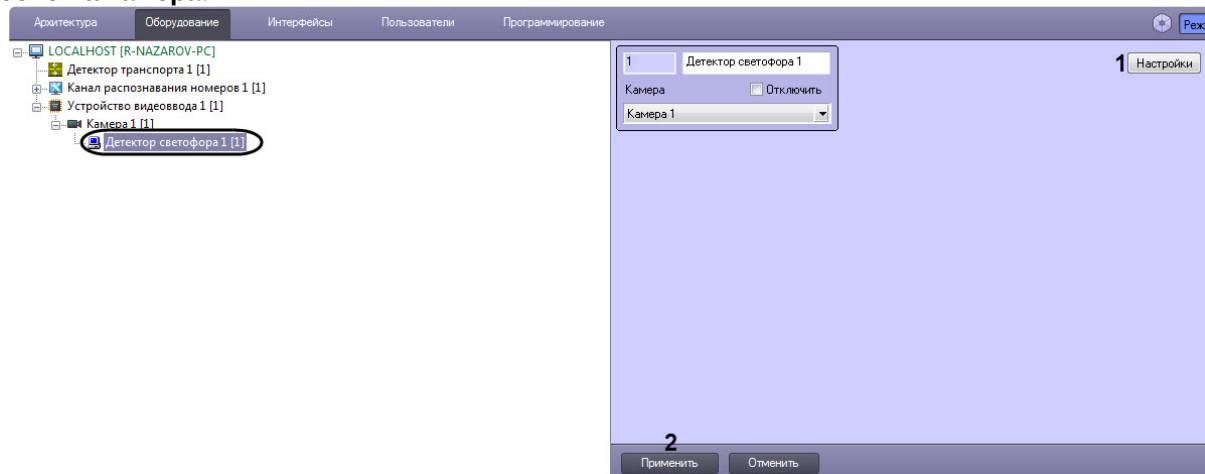 Архитектура Оборудование Интерфейсы Пользователи Программирование
LOCALHOST [R-NAZAROV-PC]
Детектор транспорта 1 [1]
Канал распознавания номеров 1 [1]
Устройство видеоввода 1 [1]
Камера 1 [1]
Детектор светофора 1 [1]
1 Детектор светофора 1
Камера Отключить
Камера 1
1 Настройки
2
Применить Отменить